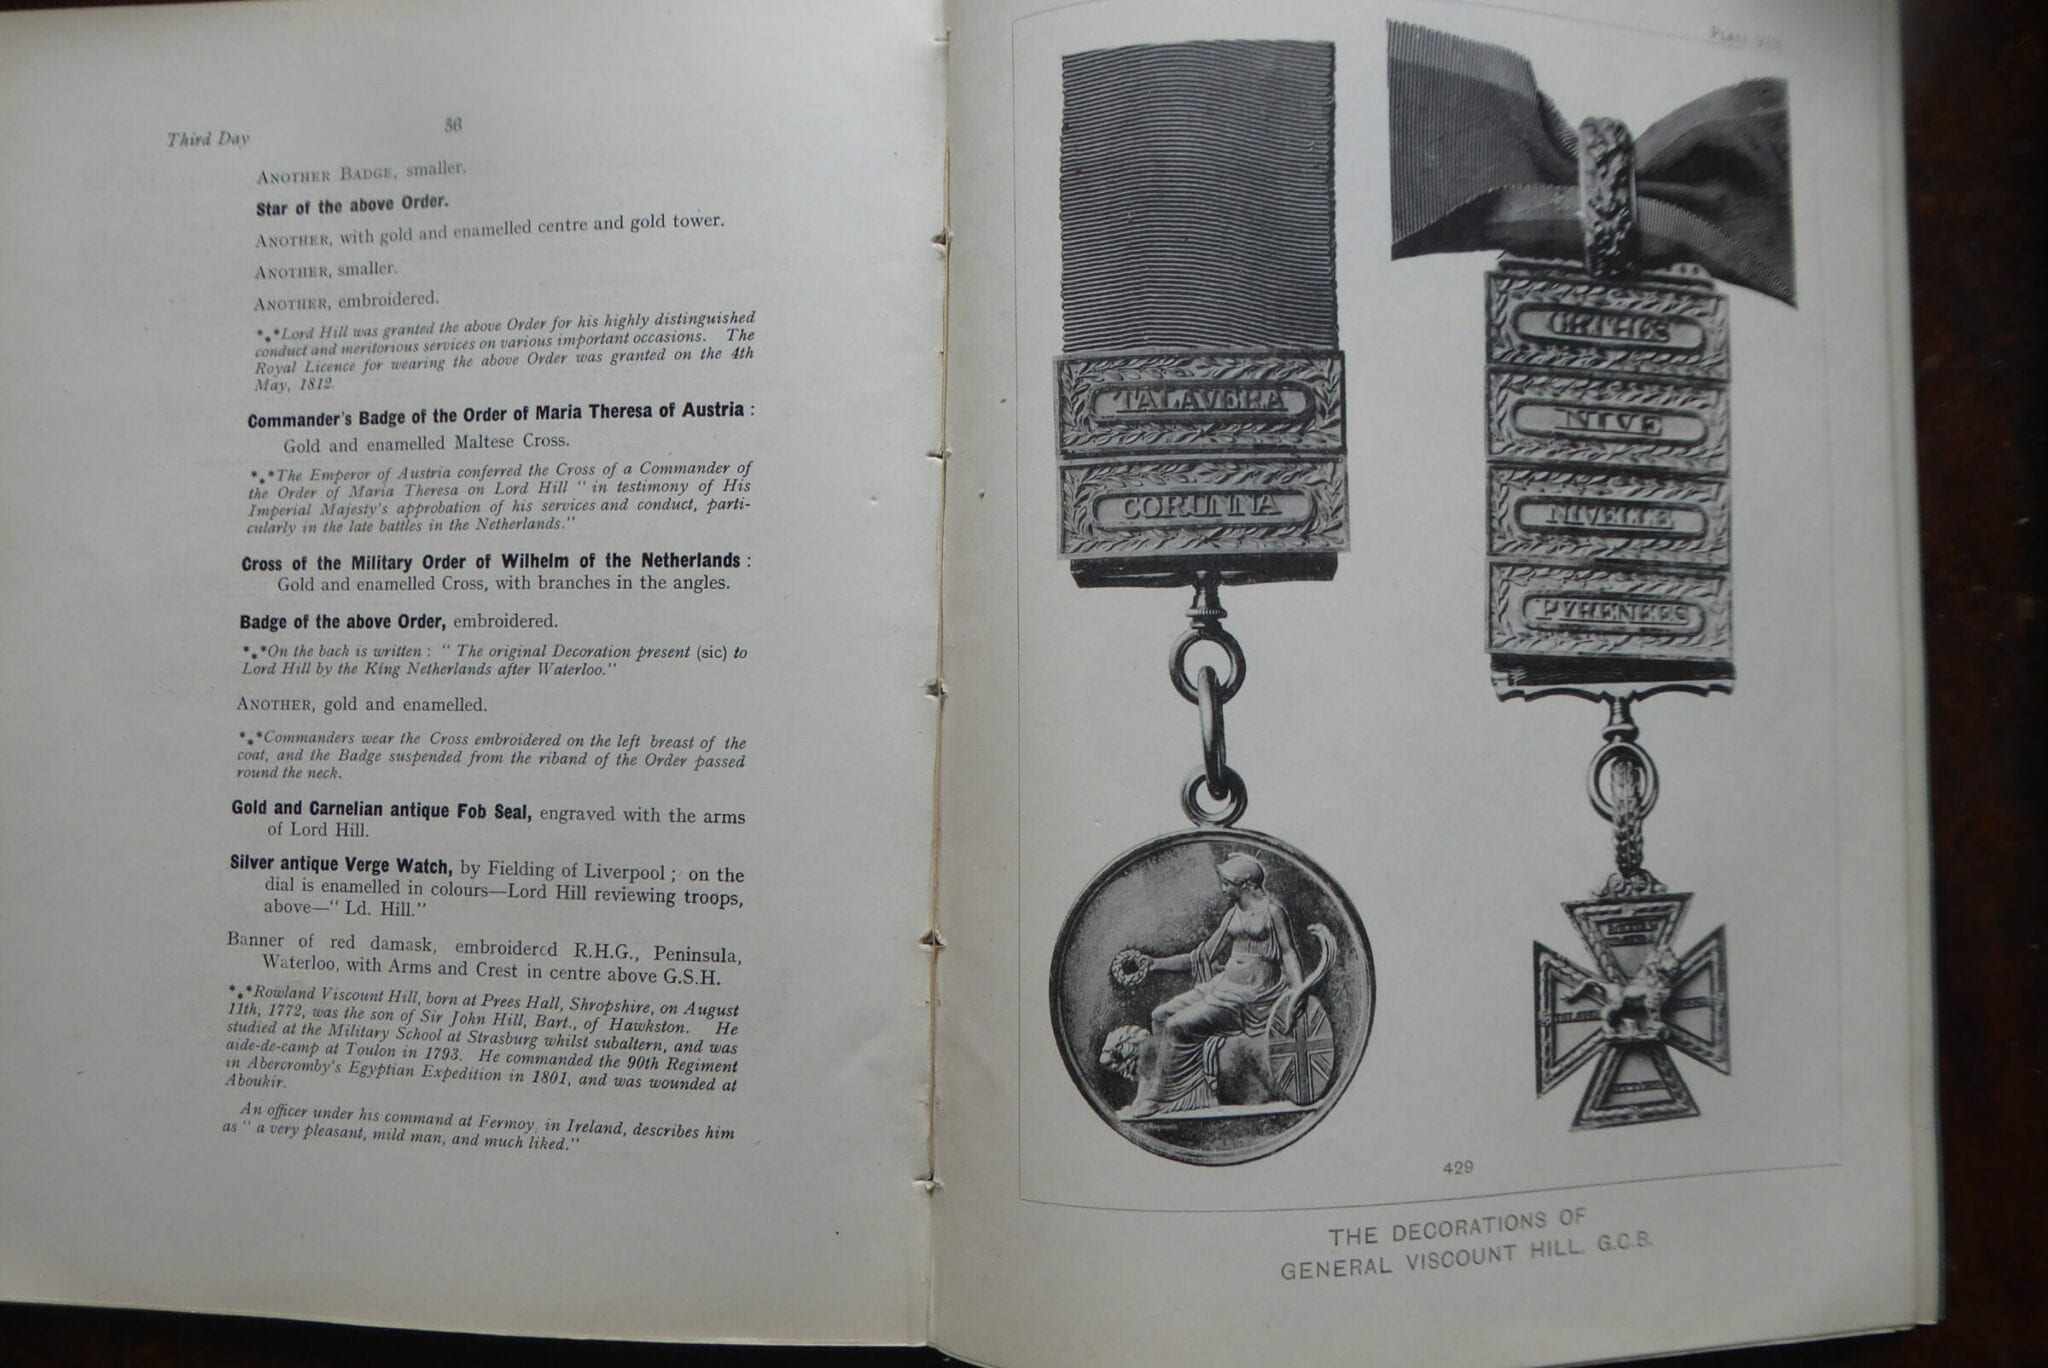 Third Day
56
ANOTHER BADGE, smaller.
Star of the above Order.
ANOTHER, with gold and enamelled centre and gold tower.
ANOTHER, smaller.
ANOTHER, embroidered.
*⁎*Lord Hill was granted the above Order for his highly distinguished
conduct and meritorious services on various important occasions. The
Royal Licence for wearing the above Order was granted on the 4th
May, 1812.
Commander's Badge of the Order of Maria Theresa of Austria :
Gold and enamelled Maltese Cross.
*⁎*The Emperor of Austria conferred the Cross of a Commander of
the Order of Maria Theresa on Lord Hill "in testimony of His
Imperial Majesty's approbation of his services and conduct, parti-
cularly in the late battles in the Netherlands."
Cross of the Military Order of Wilhelm of the Netherlands :
Gold and enamelled Cross, with branches in the angles.
Badge of the above Order, embroidered.
*⁎*On the back is written : " The original Decoration present (sic) to
Lord Hill by the King Netherlands after Waterloo."
ANOTHER, gold and enamelled.
*⁎*Commanders wear the Cross embroidered on the left breast of the
coat, and the Badge suspended from the riband of the Order passed
round the neck.
Gold and Carnelian antique Fob Seal, engraved with the arms
of Lord Hill.
Silver antique Verge Watch, by Fielding of Liverpool; on the
dial is enamelled in colours—Lord Hill reviewing troops,
above—" Ld. Hill."
Banner of red damask, embroidered R.H.G., Peninsula,
Waterloo, with Arms and Crest in centre above G.S.H.
*⁎*Rowland Viscount Hill, born at Prees Hall, Shropshire, on August
11th, 1772, was the son of Sir John Hill, Bart., of Hawkston. He
studied at the Military School at Strasburg whilst subaltern, and was
aide-de-camp at Toulon in 1793. He commanded the 90th Regiment
in Abercromby's Egyptian Expedition in 1801, and was wounded at
Aboukir.
An officer under his command at Fermoy, in Ireland, describes him
as " a very pleasant, mild man, and much liked."
PLATE VIII
TALAVERA
CORUNNA
ORTHES
NIVE
NIVELLE
PYRENEES
429
THE DECORATIONS OF
GENERAL VISCOUNT HILL, G.C.B.